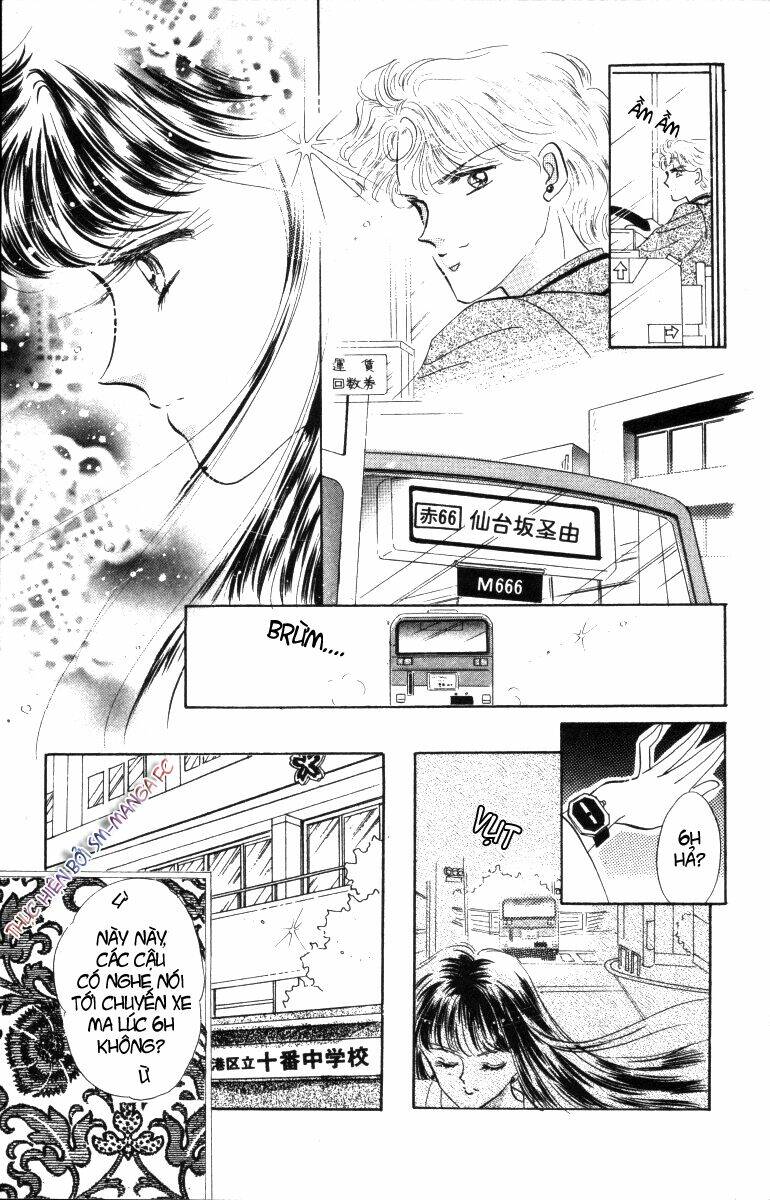 ẦM ẦM
運賃
回数券
赤66 仙台坂圣由
M666
BRỪM....
6H
HẢ?
VỤT
THỰC HIỆN BỞI SM-MANGA FC
NÀY NÀY,
CÁC CẬU
CÓ NGHE NÓI
TỚI CHUYẾN XE
MA LÚC 6H
KHÔNG?
港区立十番中学校